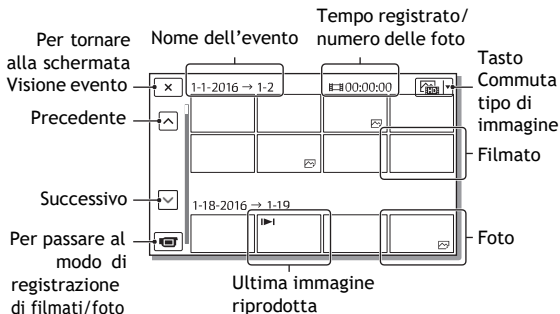 Per tornare
alla schermata
Visione evento
Nome dell'evento
Tempo registrato/
numero delle foto
Tasto
Commuta
tipo di
immagine
1-1-2016 → 1-2
00:00:00
Precedente
Filmato
Successivo
1-18-2016 → 1-19
Per passare al
modo di
registrazione
di filmati/foto
Foto
Ultima immagine
riprodotta